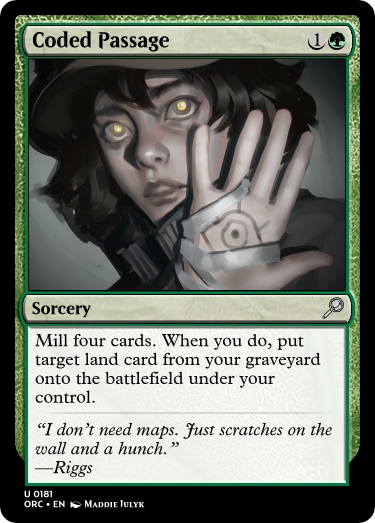 Coded Passage 1
Sorcery
Mill four cards. When you do, put
target land card from your graveyard
onto the battlefield under your
control.
“I don’t need maps. Just scratches on the
wall and a hunch.”
—Riggs
U 0181
ORC • EN Maddie Julyk